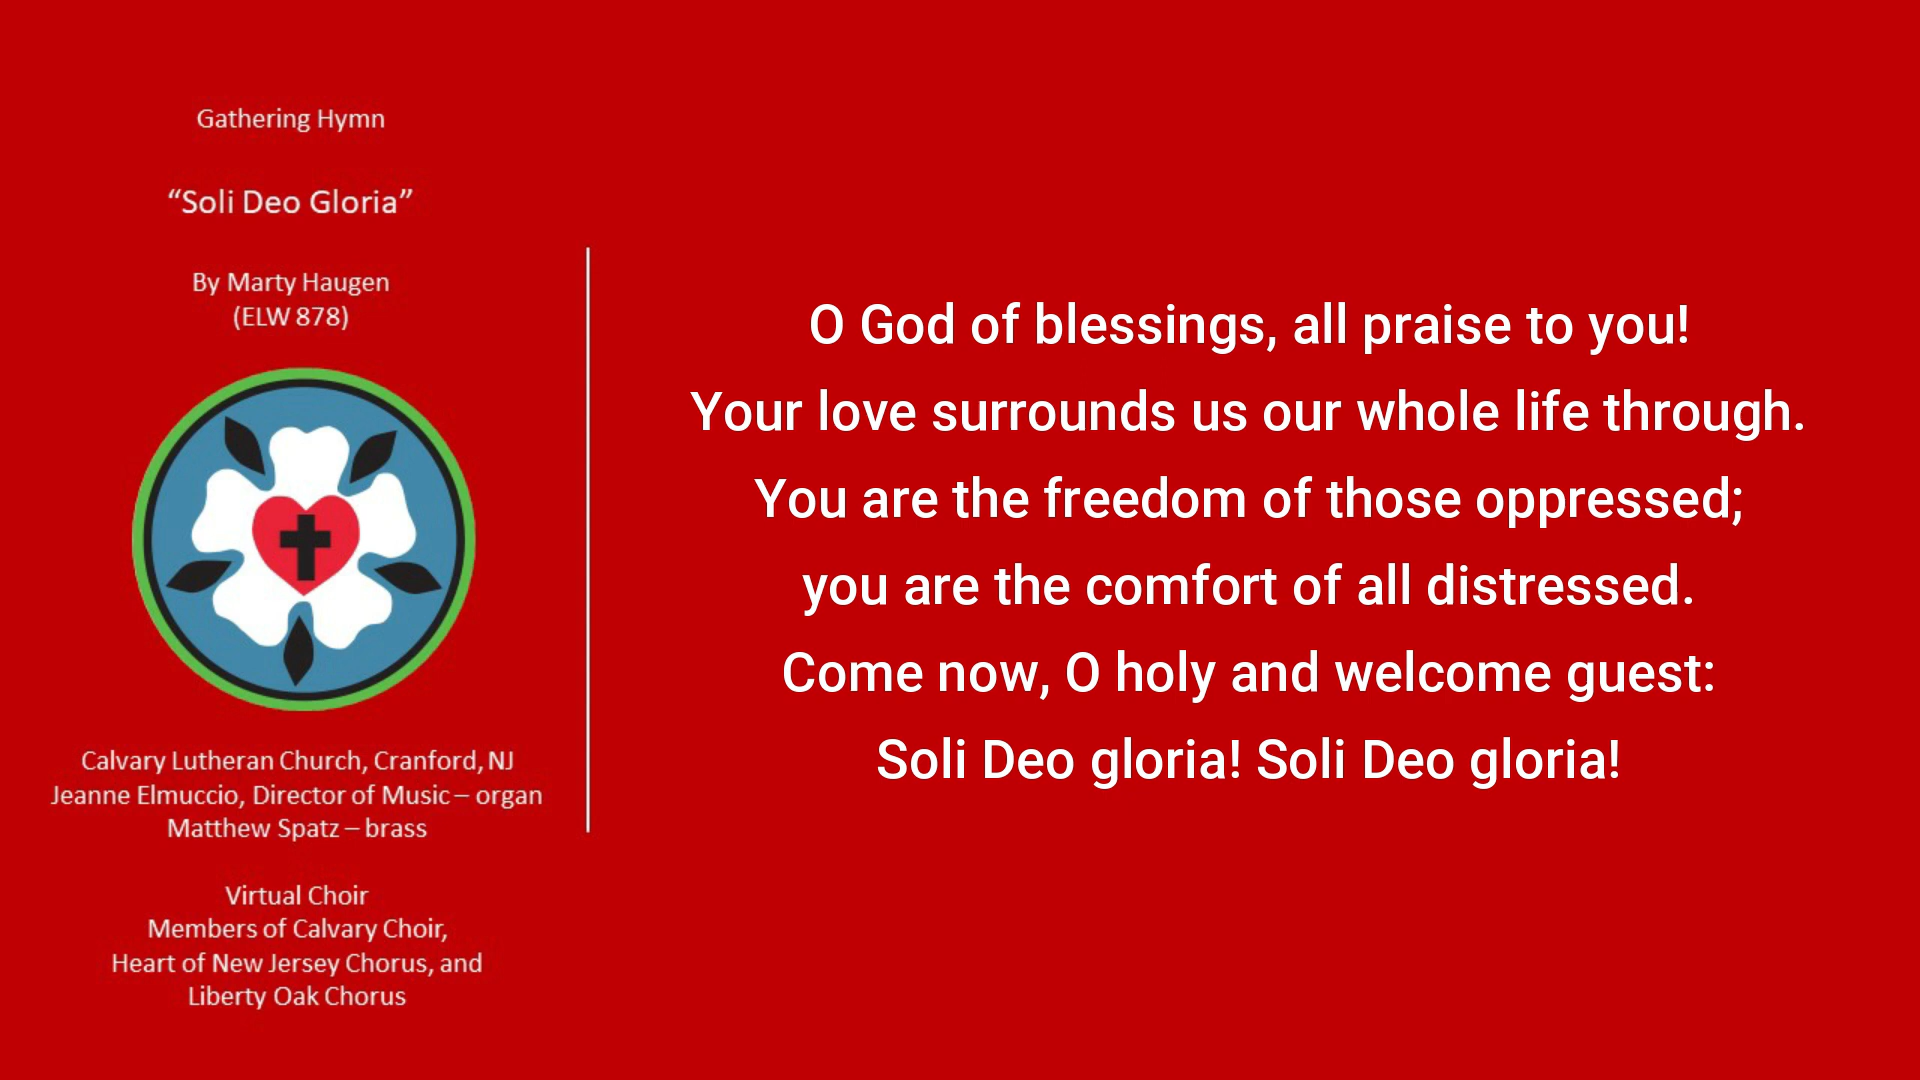 Gathering Hymn
“Soli Deo Gloria”
By Marty Haugen
(ELW 878)
Calvary Lutheran Church, Cranford, NJ
Jeanne Elmuccio, Director of Music – organ
Matthew Spatz – brass
Virtual Choir
Members of Calvary Choir,
Heart of New Jersey Chorus, and
Liberty Oak Chorus
O God of blessings, all praise to you!
Your love surrounds us our whole life through.
You are the freedom of those oppressed;
you are the comfort of all distressed.
Come now, O holy and welcome guest:
Soli Deo gloria! Soli Deo gloria!